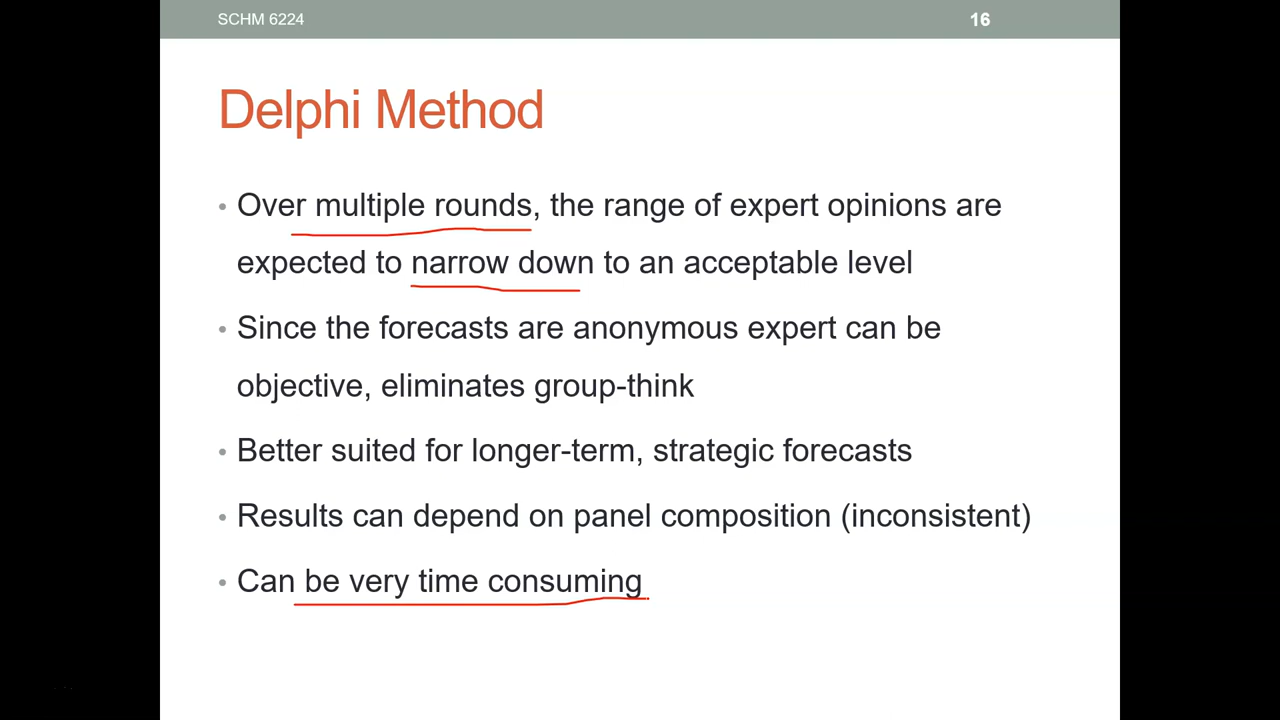 SCHM 6224
16
Delphi Method
• Over multiple rounds, the range of expert opinions are
expected to narrow down to an acceptable level
• Since the forecasts are anonymous expert can be
objective, eliminates group-think
• Better suited for longer-term, strategic forecasts
• Results can depend on panel composition (inconsistent)
• Can be very time consuming